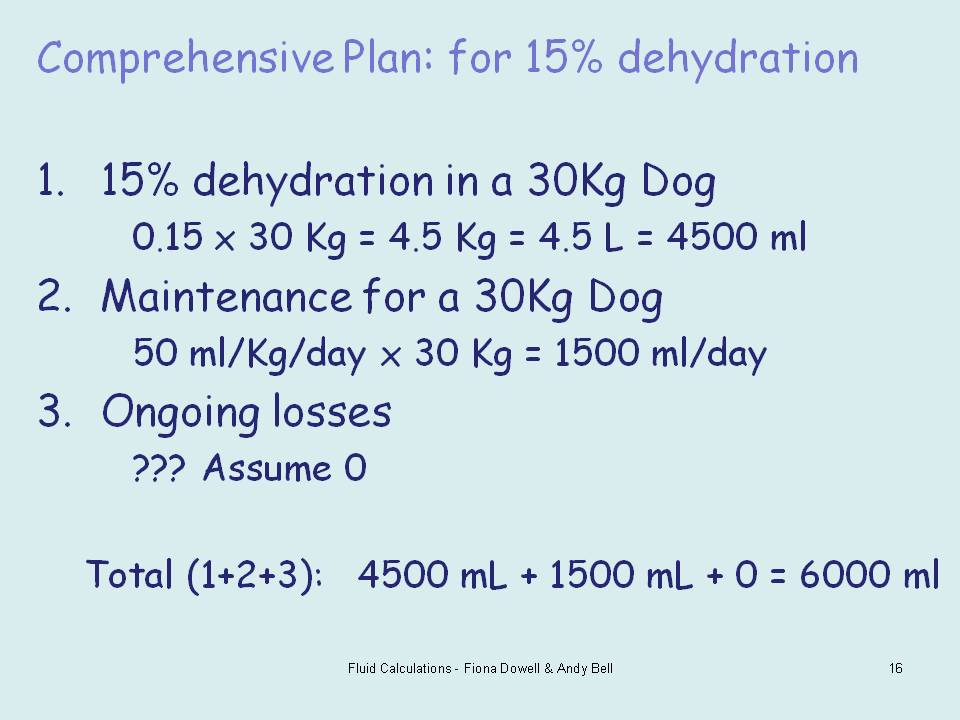 Comprehensive Plan: for 15% dehydration
1. 15% dehydration in a 30Kg Dog
0.15 x 30 Kg = 4.5 Kg = 4.5 L = 4500 ml
2. Maintenance for a 30Kg Dog
50 ml/Kg/day x 30 Kg = 1500 ml/day
3. Ongoing losses
??? Assume 0
Total (1+2+3): 4500 mL + 1500 mL + 0 = 6000 ml
Fluid Calculations - Fiona Dowell & Andy Bell 16